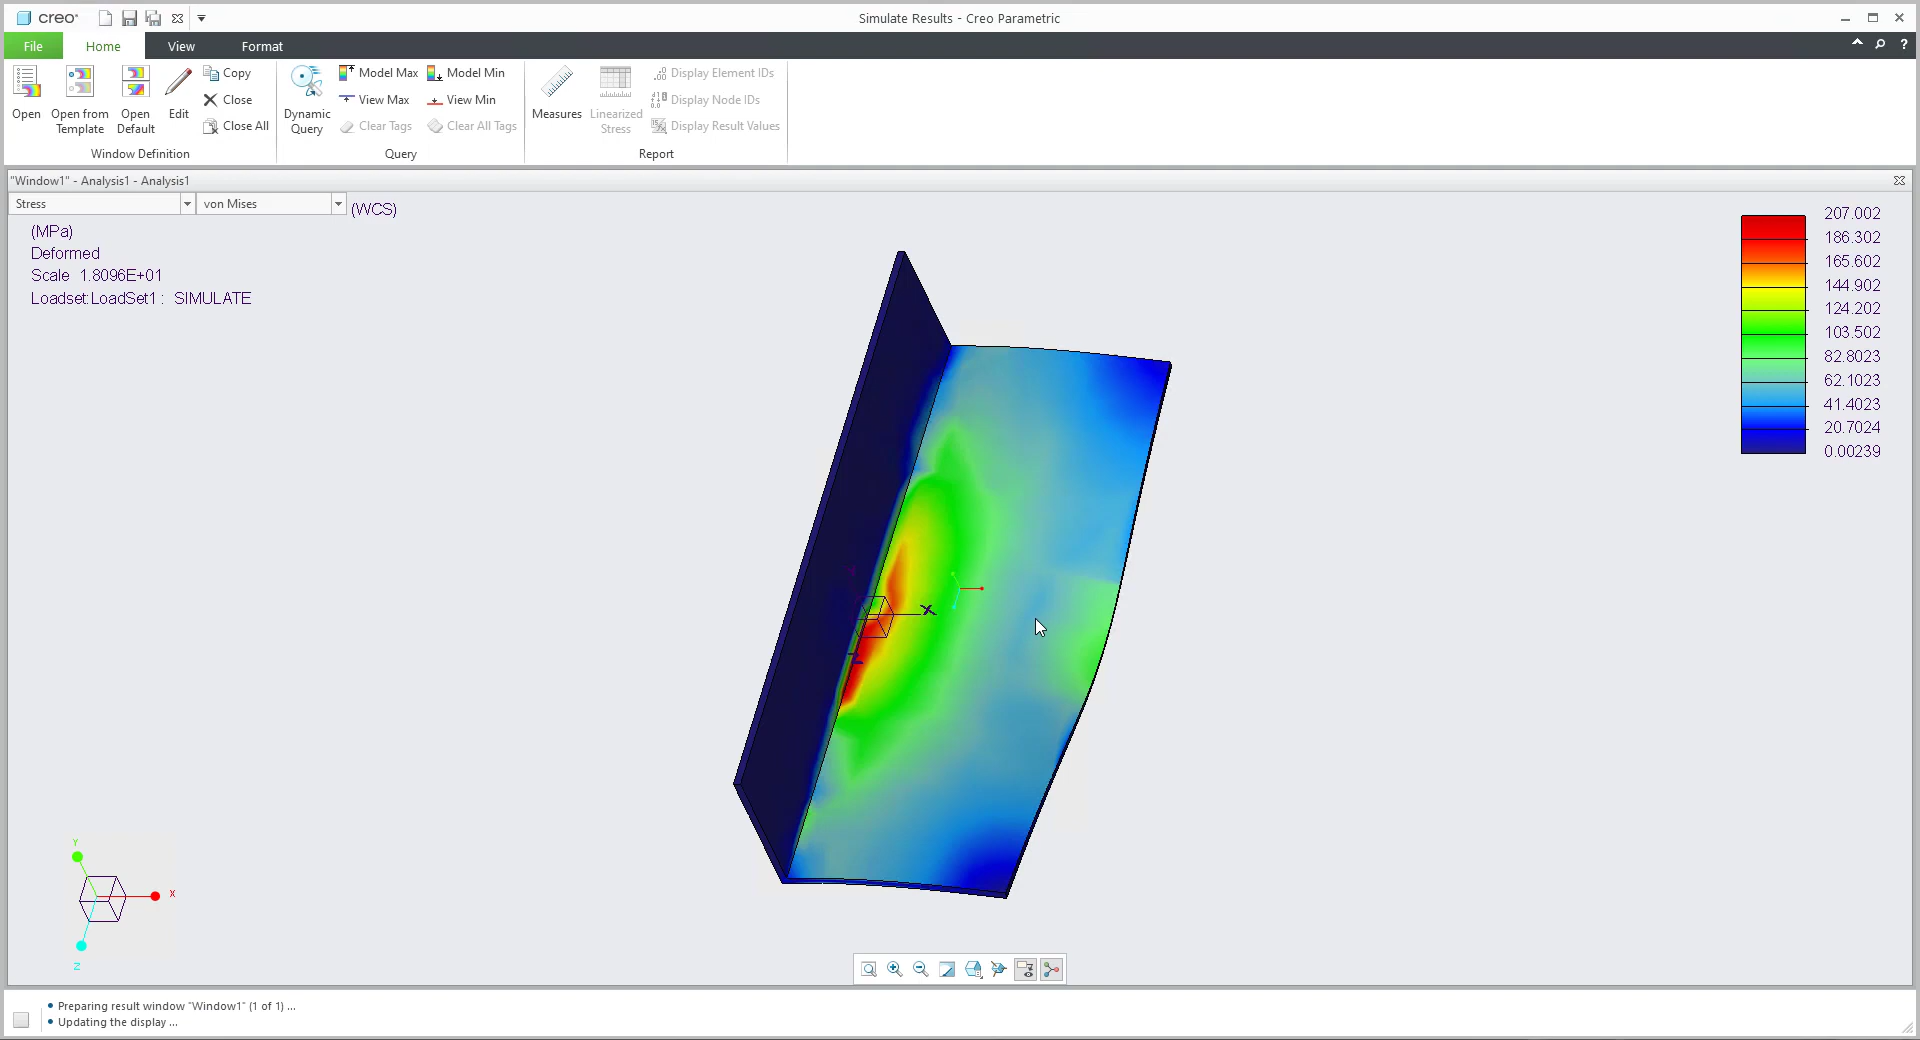 creo®
Simulate Results - Creo Parametric
File
Home
View
Format
?
Open
Open from Template
Open Default
Edit
Copy
Close
Close All
Window Definition
Dynamic Query
Model Max
Model Min
View Max
View Min
Clear Tags
Clear All Tags
Query
Measures
Linearized Stress
Display Element IDs
Display Node IDs
Display Result Values
Report
"Window1" - Analysis1 - Analysis1
Stress
von Mises
(WCS)
(MPa)
Deformed
Scale 1.8096E+01
Loadset:LoadSet1 : SIMULATE
207.002
186.302
165.602
144.902
124.202
103.502
82.8023
62.1023
41.4023
20.7024
0.00239
X
Z
Y
X
Z
• Preparing result window "Window1" (1 of 1) ...
• Updating the display ...